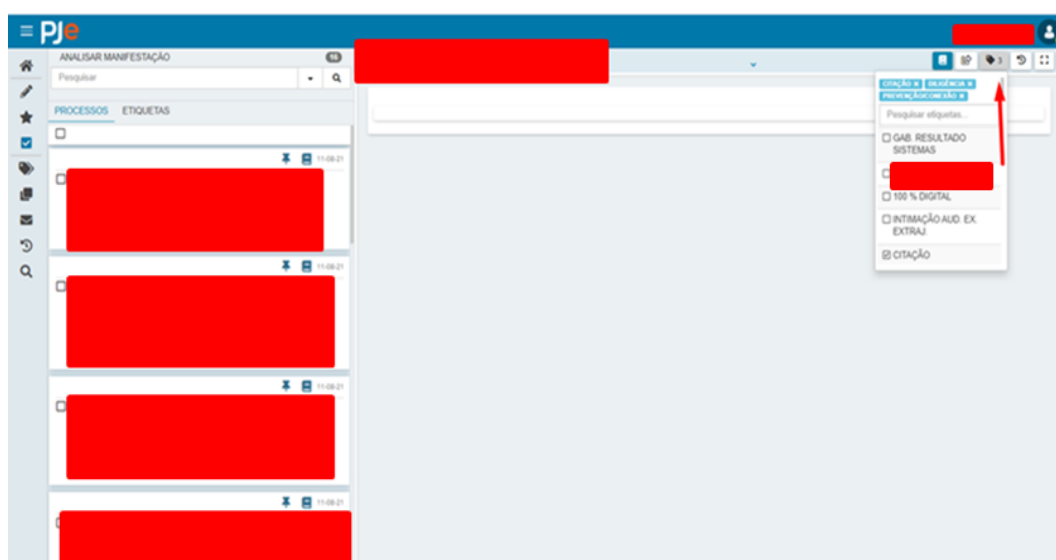 PJe
ANALISAR MANIFESTAÇÃO
Pesquisar
PROCESSOS ETIQUETAS
11-08-21
11-08-21
11-08-21
11-08-21
3
CITAÇÃO × DILIGÊNCIA ×
PREVENÇÃO/CONEXÃO ×
Pesquisar etiquetas...
GAB. RESULTADO
SISTEMAS
100 % DIGITAL
INTIMAÇÃO AUD. EX.
EXTRAJ.
CITAÇÃO